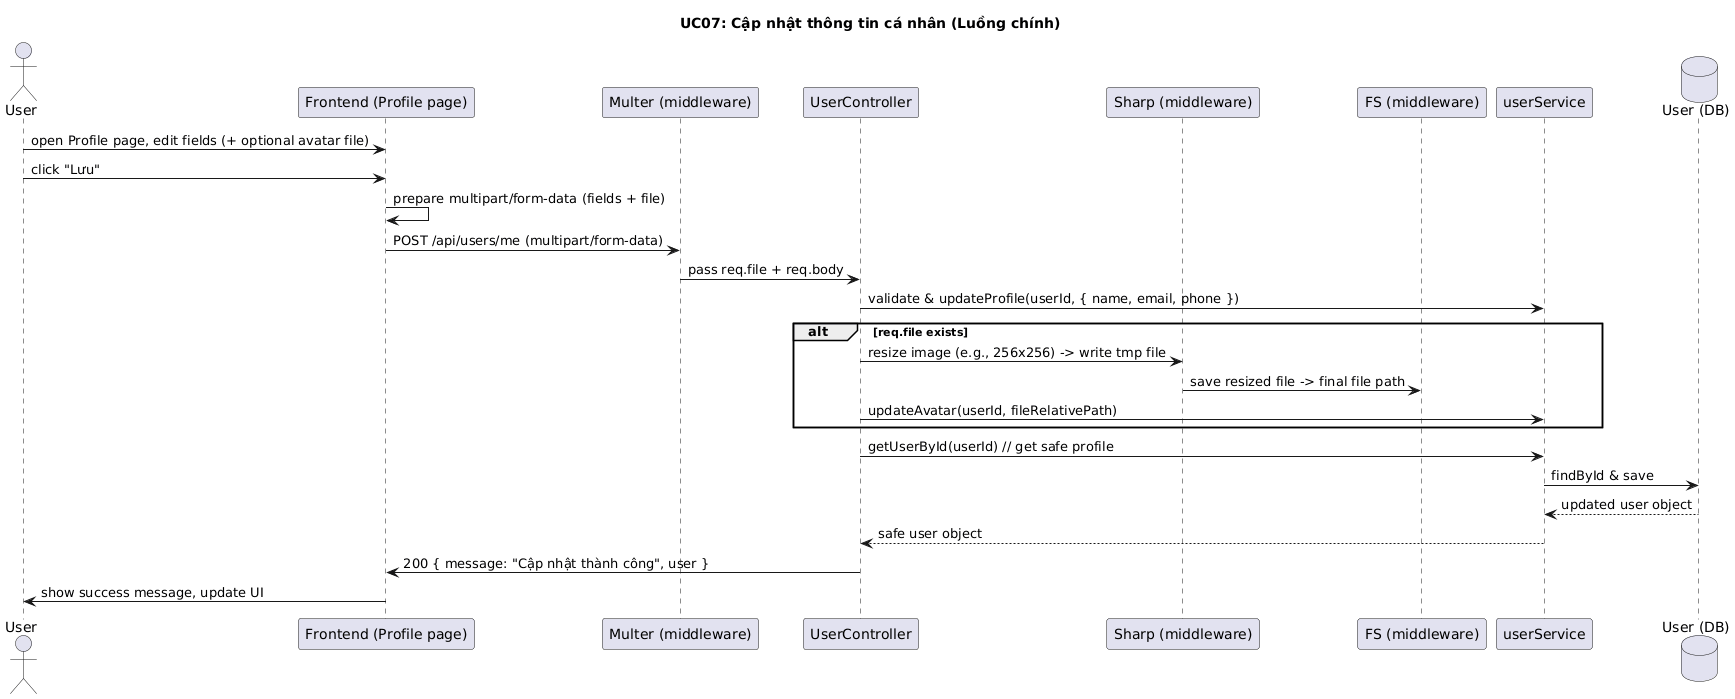 UC07: Cập nhật thông tin cá nhân (Luồng chính)
User
Frontend (Profile page)
Multer (middleware)
UserController
Sharp (middleware)
FS (middleware)
userService
User (DB)
open Profile page, edit fields (+ optional avatar file)
click "Lưu"
prepare multipart/form-data (fields + file)
POST /api/users/me (multipart/form-data)
pass req.file + req.body
validate & updateProfile(userId, { name, email, phone })
alt [req.file exists]
resize image (e.g., 256x256) -> write tmp file
save resized file -> final file path
updateAvatar(userId, fileRelativePath)
getUserById(userId) // get safe profile
findById & save
updated user object
safe user object
200 { message: "Cập nhật thành công", user }
show success message, update UI
User
Frontend (Profile page)
Multer (middleware)
UserController
Sharp (middleware)
FS (middleware)
userService
User (DB)